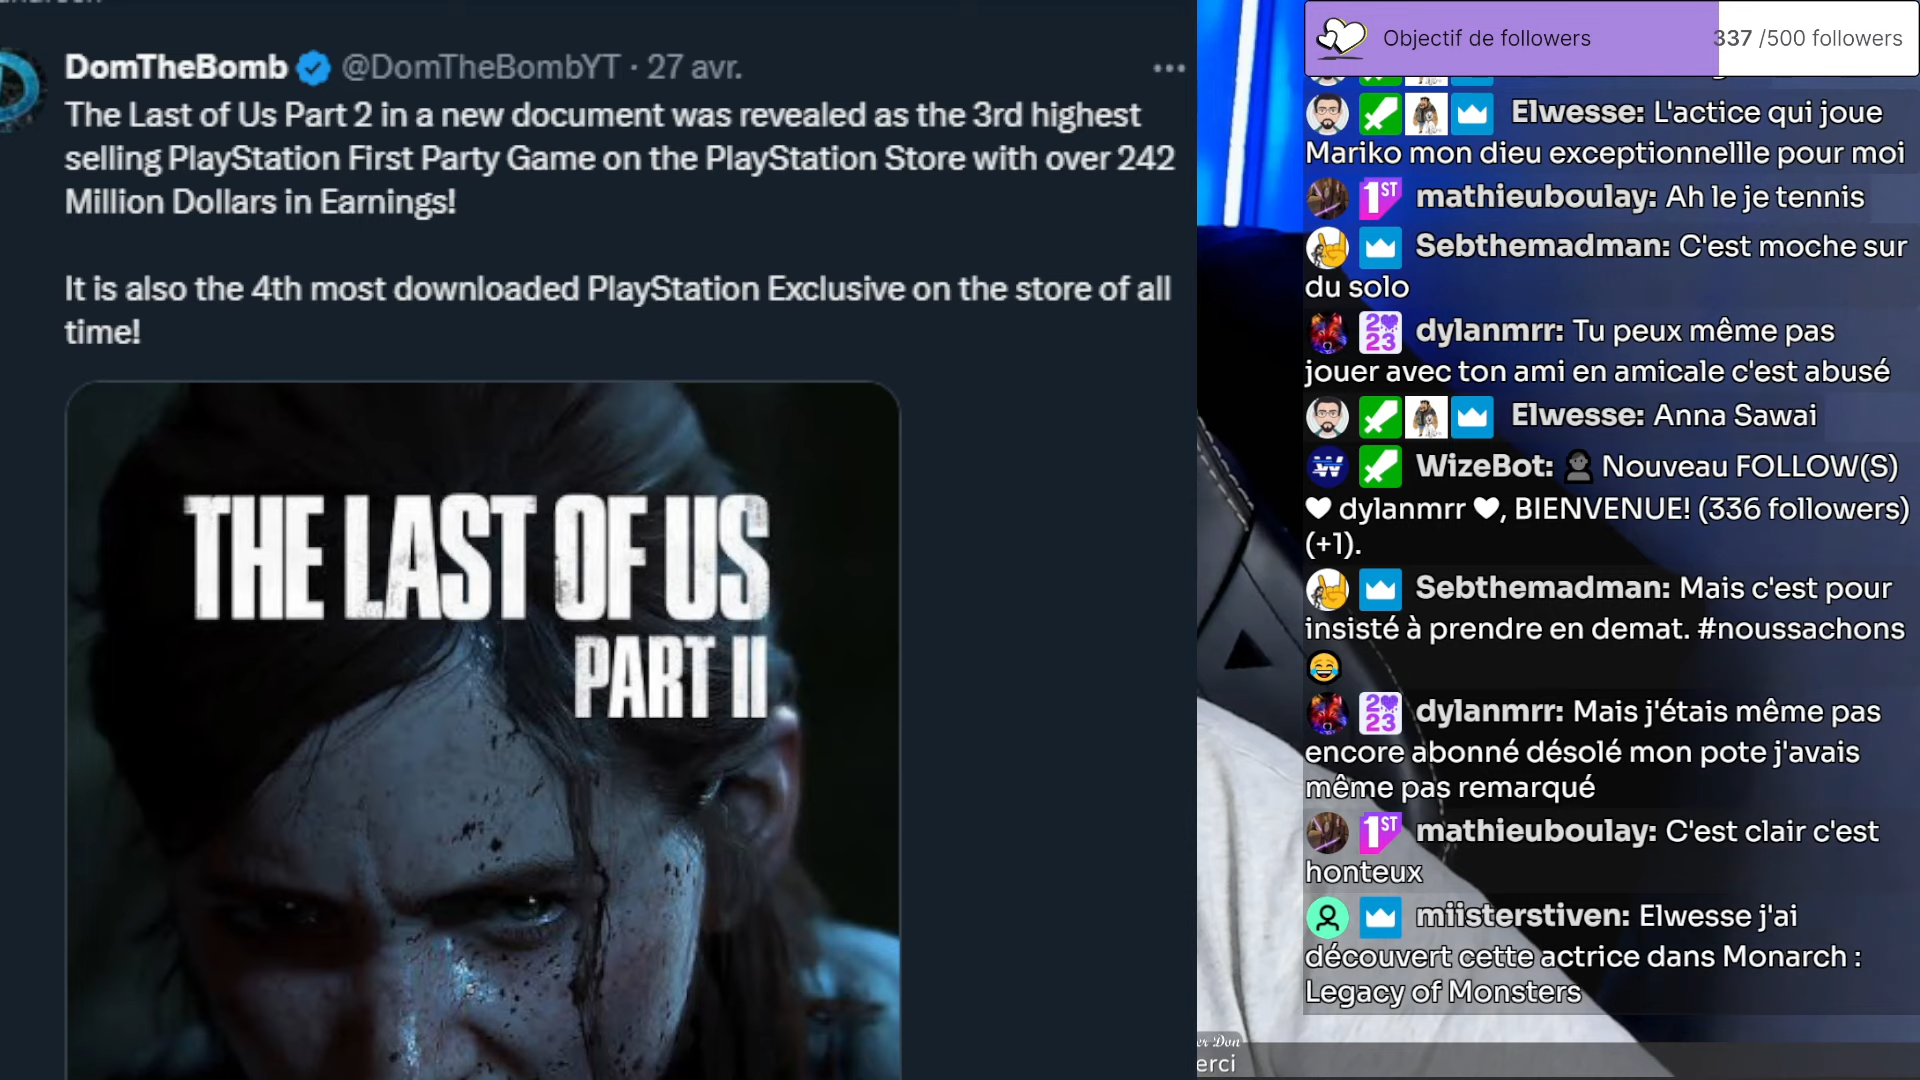 DomTheBomb @DomTheBombYT · 27 avr.
The Last of Us Part 2 in a new document was revealed as the 3rd highest
selling PlayStation First Party Game on the PlayStation Store with over 242
Million Dollars in Earnings!
It is also the 4th most downloaded PlayStation Exclusive on the store of all
time!
THE LAST OF US
PART II
Objectif de followers 337 /500 followers
Elwesse: L'actice qui joue
Mariko mon dieu exceptionnellle pour moi
1ST mathieuboulay: Ah le je tennis
Sebthemadman: C'est moche sur
du solo
2023 dylanmrr: Tu peux même pas
jouer avec ton ami en amicale c'est abusé
Elwesse: Anna Sawai
WizeBot: Nouveau FOLLOW(S)
dylanmrr , BIENVENUE! (336 followers)
(+1).
Sebthemadman: Mais c'est pour
insisté à prendre en demat. #noussachons
2023 dylanmrr: Mais j'étais même pas
encore abonné désolé mon pote j'avais
même pas remarqué
1ST mathieuboulay: C'est clair c'est
honteux
miisterstiven: Elwesse j'ai
découvert cette actrice dans Monarch :
Legacy of Monsters
Don
erci